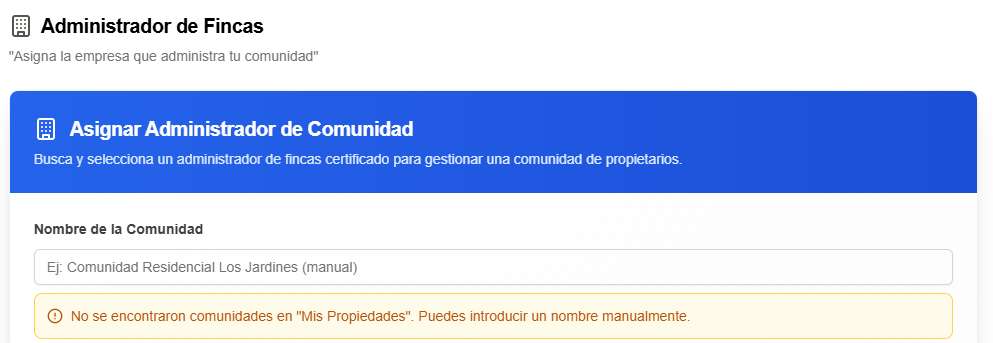 Administrador de Fincas
"Asigna la empresa que administra tu comunidad"
Asignar Administrador de Comunidad
Busca y selecciona un administrador de fincas certificado para gestionar una comunidad de propietarios.
Nombre de la Comunidad
Ej: Comunidad Residencial Los Jardines (manual)
No se encontraron comunidades en "Mis Propiedades". Puedes introducir un nombre manualmente.